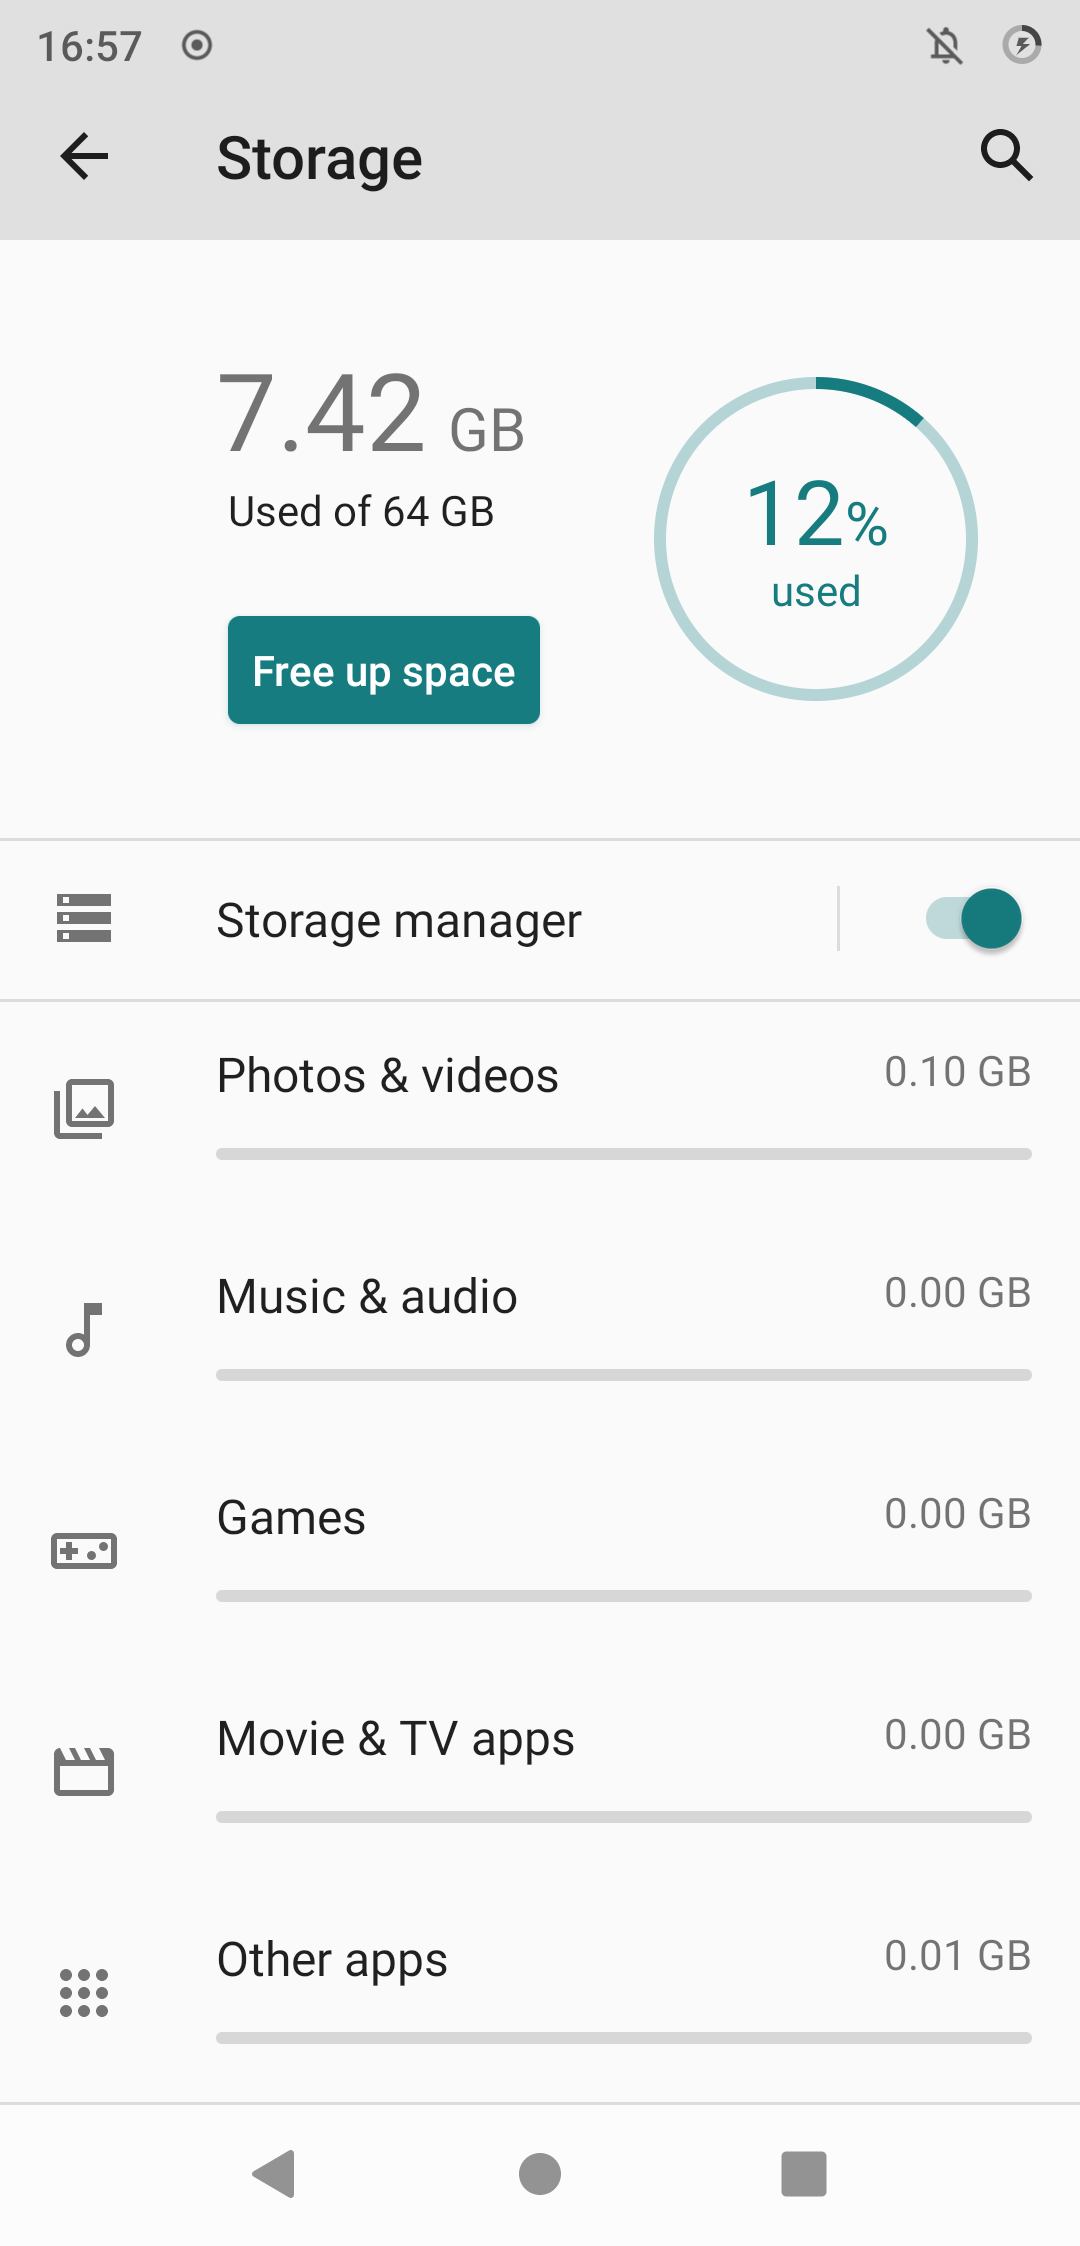 16:57
Storage
7.42 GB
Used of 64 GB
12%
used
Free up space
Storage manager
Photos & videos
0.10 GB
Music & audio
0.00 GB
Games
0.00 GB
Movie & TV apps
0.00 GB
Other apps
0.01 GB